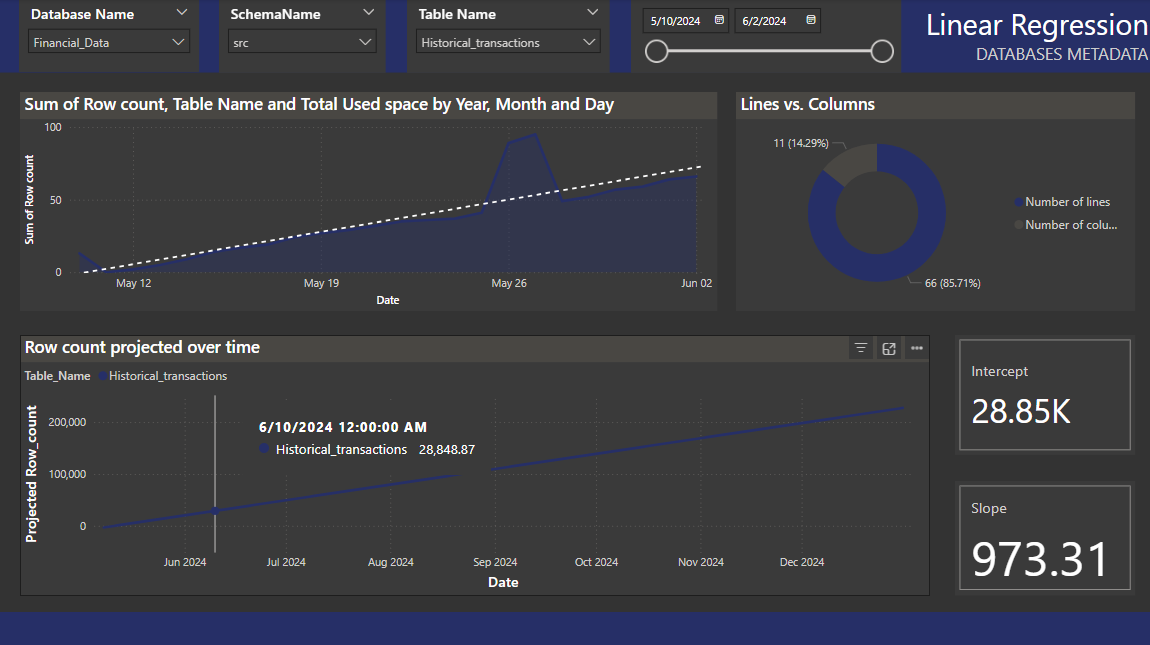 Database Name
Financial_Data
SchemaName
src
Table Name
Historical_transactions
5/10/2024
6/2/2024
Linear Regression
DATABASES METADATA
Sum of Row count, Table Name and Total Used space by Year, Month and Day
Sum of Row count
100
50
0
May 12
May 19
May 26
Jun 02
Date
Lines vs. Columns
11 (14.29%)
66 (85.71%)
Number of lines
Number of colu...
Row count projected over time
Table_Name
Historical_transactions
Projected Row_count
200,000
100,000
0
6/10/2024 12:00:00 AM
Historical_transactions 28,848.87
Jun 2024
Jul 2024
Aug 2024
Sep 2024
Oct 2024
Nov 2024
Dec 2024
Date
Intercept
28.85K
Slope
973.31